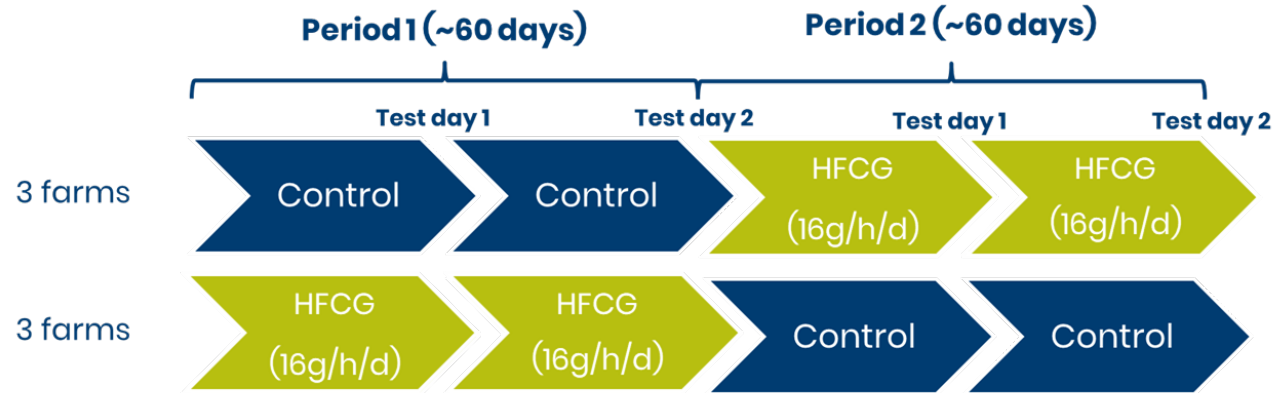 Period 1 (~60 days)
Period 2 (~60 days)
Test day 1
Test day 2
Test day 1
Test day 2
3 farms
Control
Control
HFCG
(16g/h/d)
HFCG
(16g/h/d)
3 farms
HFCG
(16g/h/d)
HFCG
(16g/h/d)
Control
Control